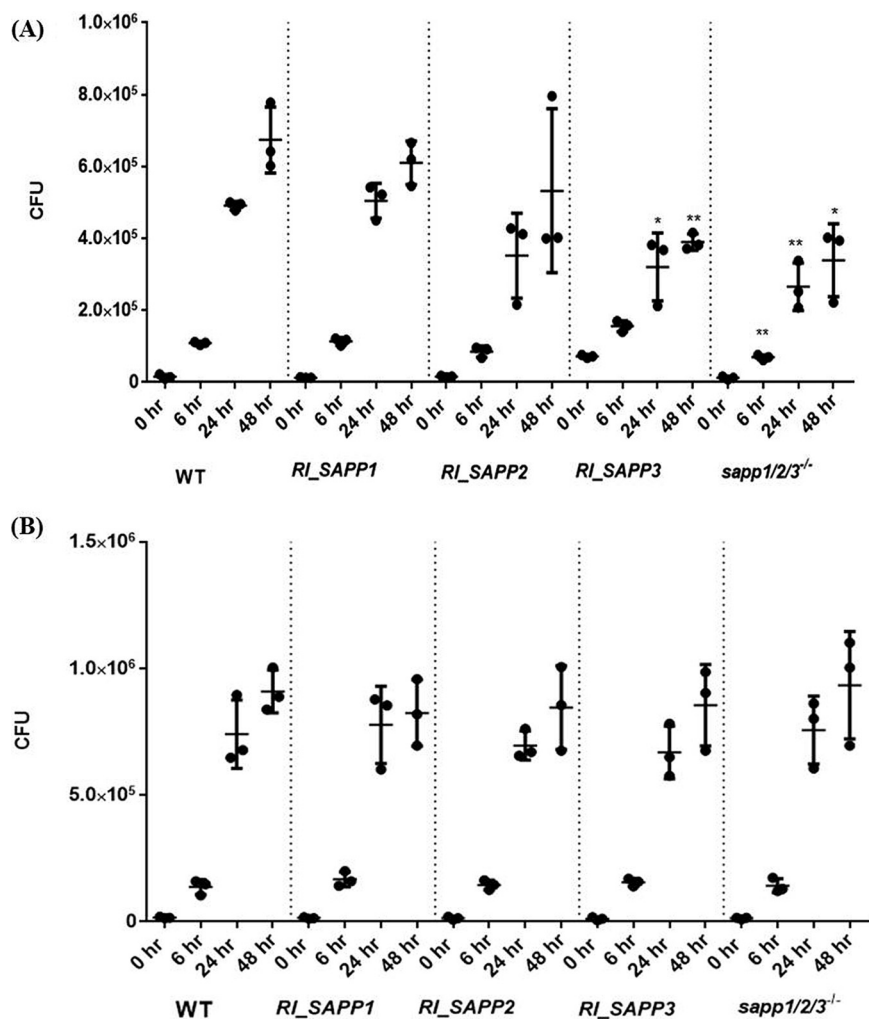 (A)
1.0×10⁶
8.0×10⁵
6.0×10⁵
4.0×10⁵
2.0×10⁵
0
CFU
* ** ** ** *
0 hr 6 hr 24 hr 48 hr 0 hr 6 hr 24 hr 48 hr 0 hr 6 hr 24 hr 48 hr 0 hr 6 hr 24 hr 48 hr 0 hr 6 hr 24 hr 48 hr
WT RI_SAPP1 RI_SAPP2 RI_SAPP3 sapp1/2/3⁻/⁻
(B)
1.5×10⁶
1.0×10⁶
5.0×10⁵
0
CFU
0 hr 6 hr 24 hr 48 hr 0 hr 6 hr 24 hr 48 hr 0 hr 6 hr 24 hr 48 hr 0 hr 6 hr 24 hr 48 hr 0 hr 6 hr 24 hr 48 hr
WT RI_SAPP1 RI_SAPP2 RI_SAPP3 sapp1/2/3⁻/⁻